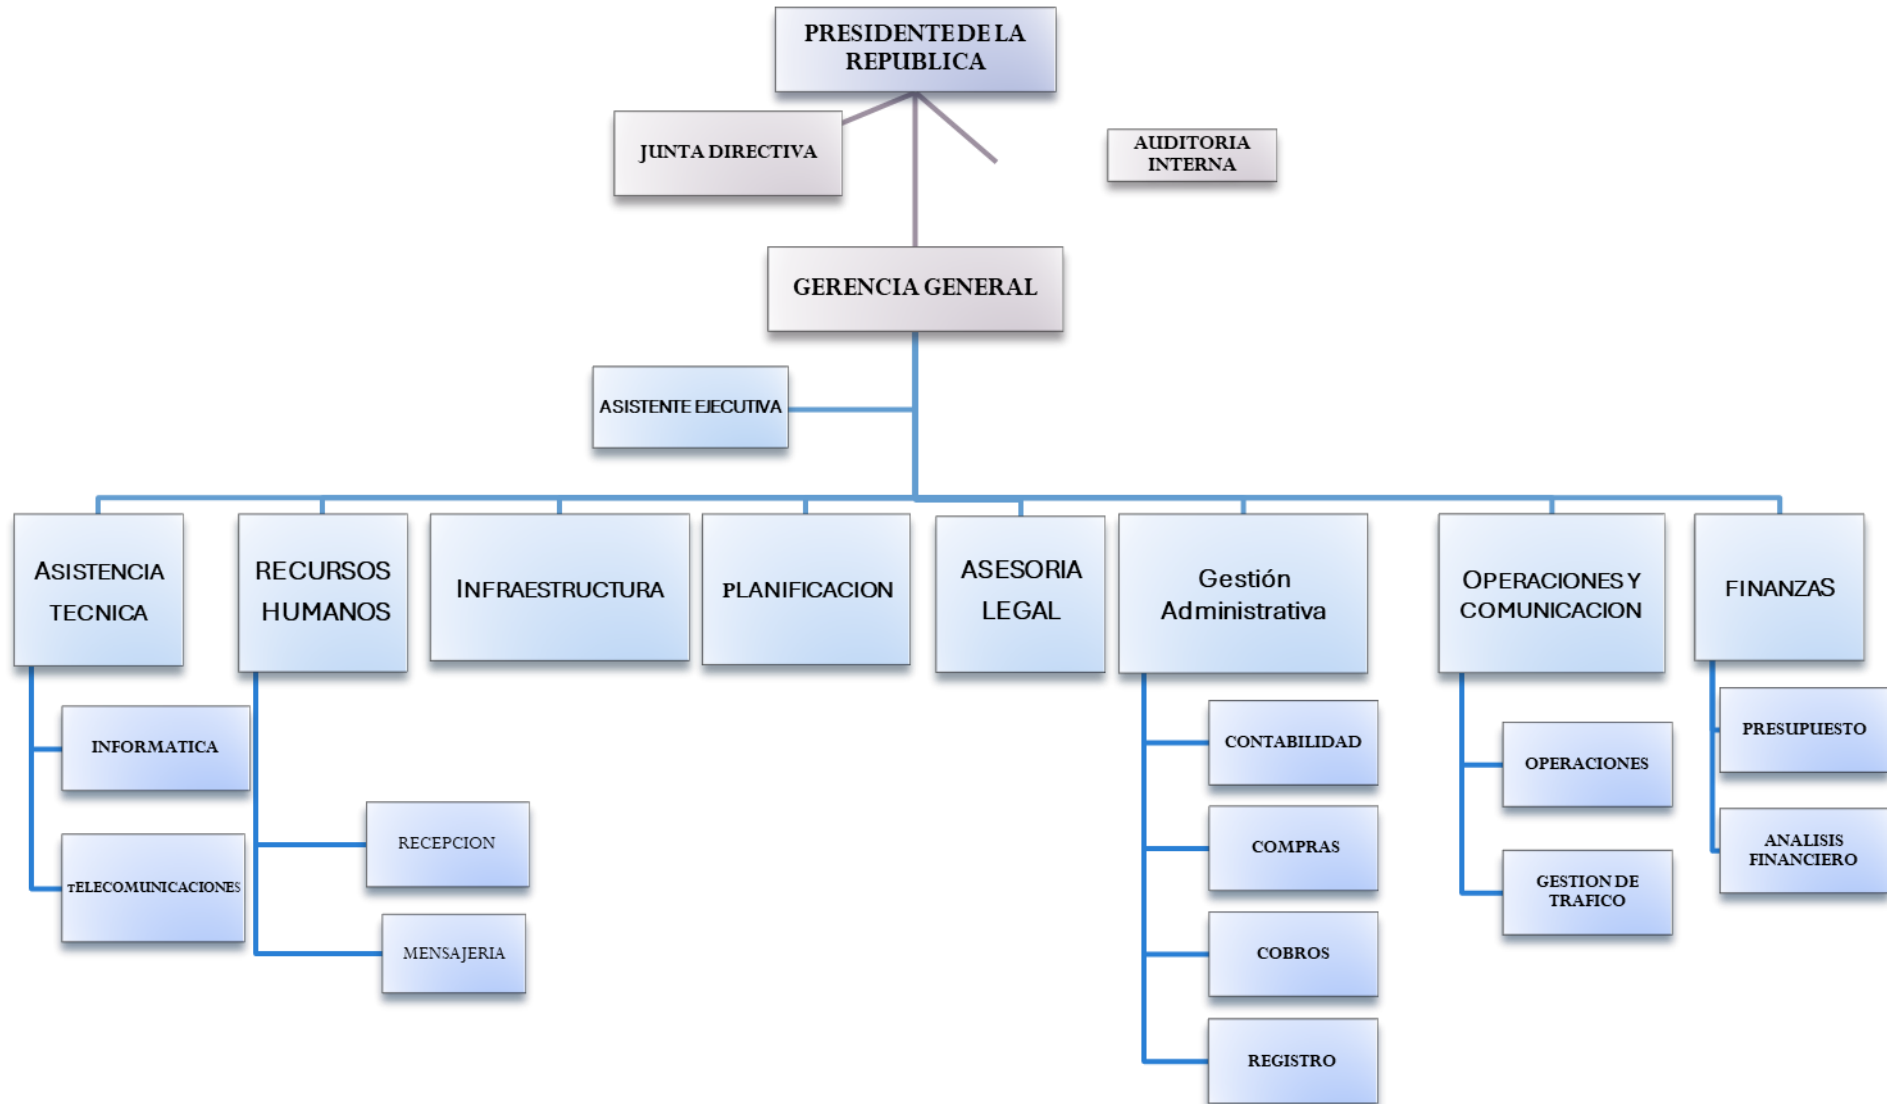 PRESIDENTE DE LA
REPUBLICA
JUNTA DIRECTIVA
AUDITORIA
INTERNA
GERENCIA GENERAL
ASISTENTE EJECUTIVA
ASISTENCIA
TECNICA
RECURSOS
HUMANOS
INFRAESTRUCTURA
PLANIFICACION
ASESORIA
LEGAL
Gestión
Administrativa
OPERACIONES Y
COMUNICACION
FINANZAS
INFORMATICA
TELECOMUNICACIONES
RECEPCION
MENSAJERIA
CONTABILIDAD
COMPRAS
COBROS
REGISTRO
OPERACIONES
GESTION DE
TRAFICO
PRESUPUESTO
ANALISIS
FINANCIERO